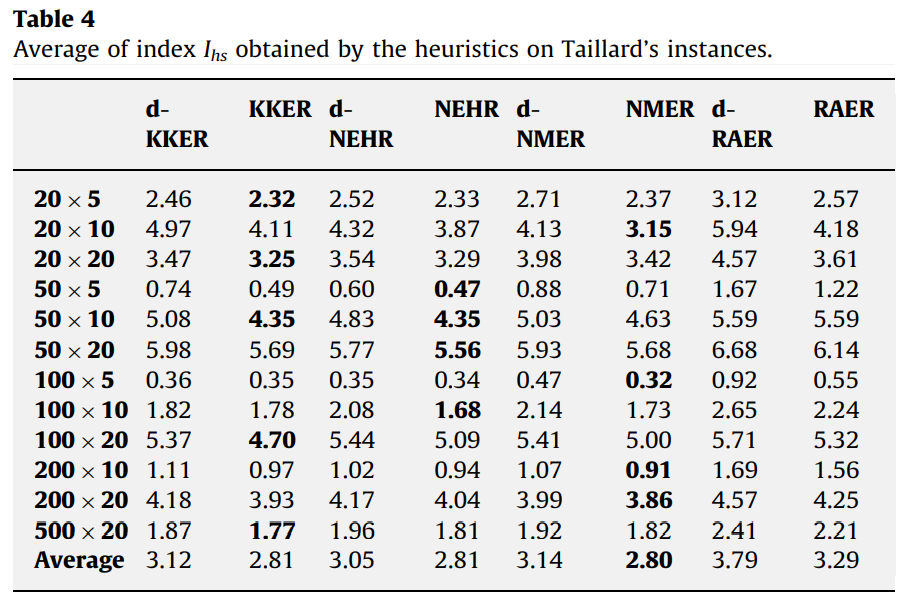 Table 4
Average of index Ihs obtained by the heuristics on Taillard's instances.
d-KKER KKER d-NEHR NEHR d-NMER NMER d-RAER RAER
20 × 5 2.46 2.32 2.52 2.33 2.71 2.37 3.12 2.57
20 × 10 4.97 4.11 4.32 3.87 4.13 3.15 5.94 4.18
20 × 20 3.47 3.25 3.54 3.29 3.98 3.42 4.57 3.61
50 × 5 0.74 0.49 0.60 0.47 0.88 0.71 1.67 1.22
50 × 10 5.08 4.35 4.83 4.35 5.03 4.63 5.59 5.59
50 × 20 5.98 5.69 5.77 5.56 5.93 5.68 6.68 6.14
100 × 5 0.36 0.35 0.35 0.34 0.47 0.32 0.92 0.55
100 × 10 1.82 1.78 2.08 1.68 2.14 1.73 2.65 2.24
100 × 20 5.37 4.70 5.44 5.09 5.41 5.00 5.71 5.32
200 × 10 1.11 0.97 1.02 0.94 1.07 0.91 1.69 1.56
200 × 20 4.18 3.93 4.17 4.04 3.99 3.86 4.57 4.25
500 × 20 1.87 1.77 1.96 1.81 1.92 1.82 2.41 2.21
Average 3.12 2.81 3.05 2.81 3.14 2.80 3.79 3.29